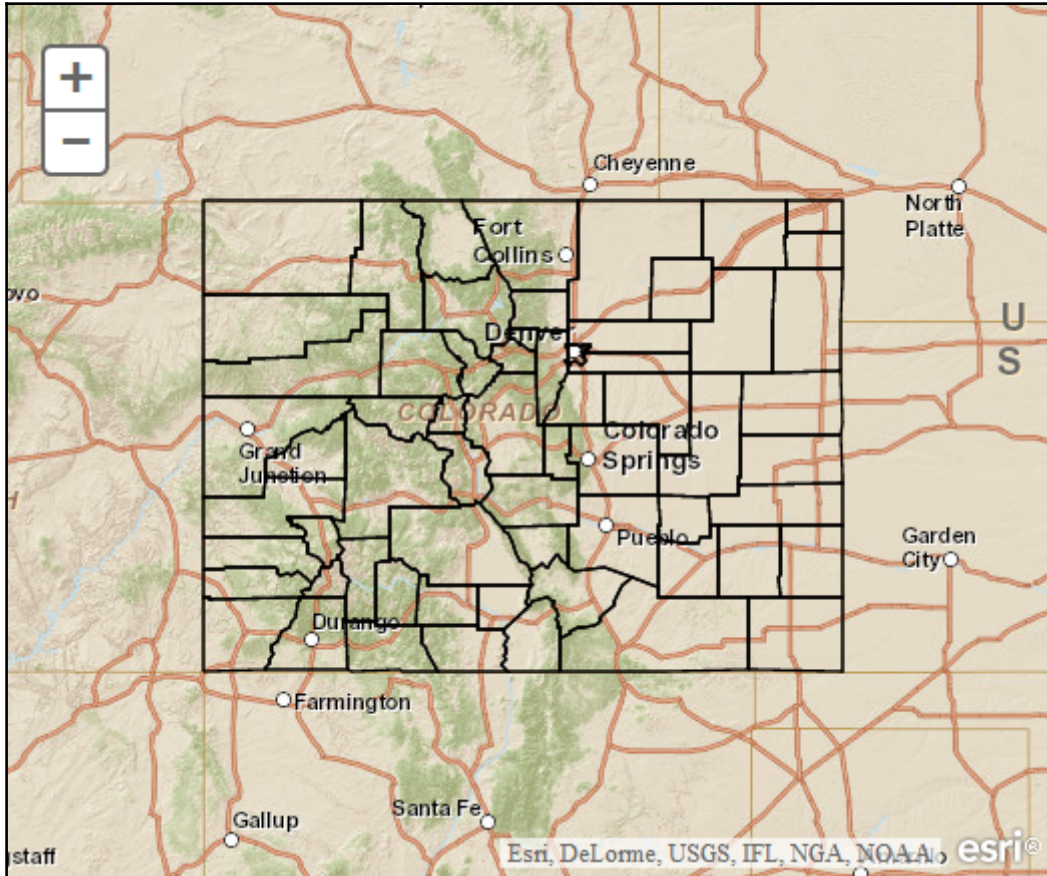 +
−
Cheyenne
Fort
Collins
North
Platte
ovo
Denver
U
S
COLORADO
Grand
Junction
Colorado
Springs
Pueblo
Garden
City
Durango
Farmington
Santa Fe
Gallup
gstaff
Esri, DeLorme, USGS, IFL, NGA, NOAA,
esri®